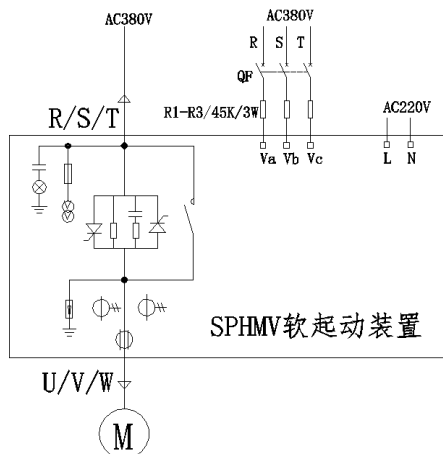 AC380V
AC380V
R S T
QF
R/S/T
R1-R3/45K/3W
AC220V
Va Vb Vc
L N
SPHMV软起动装置
U/V/W
M